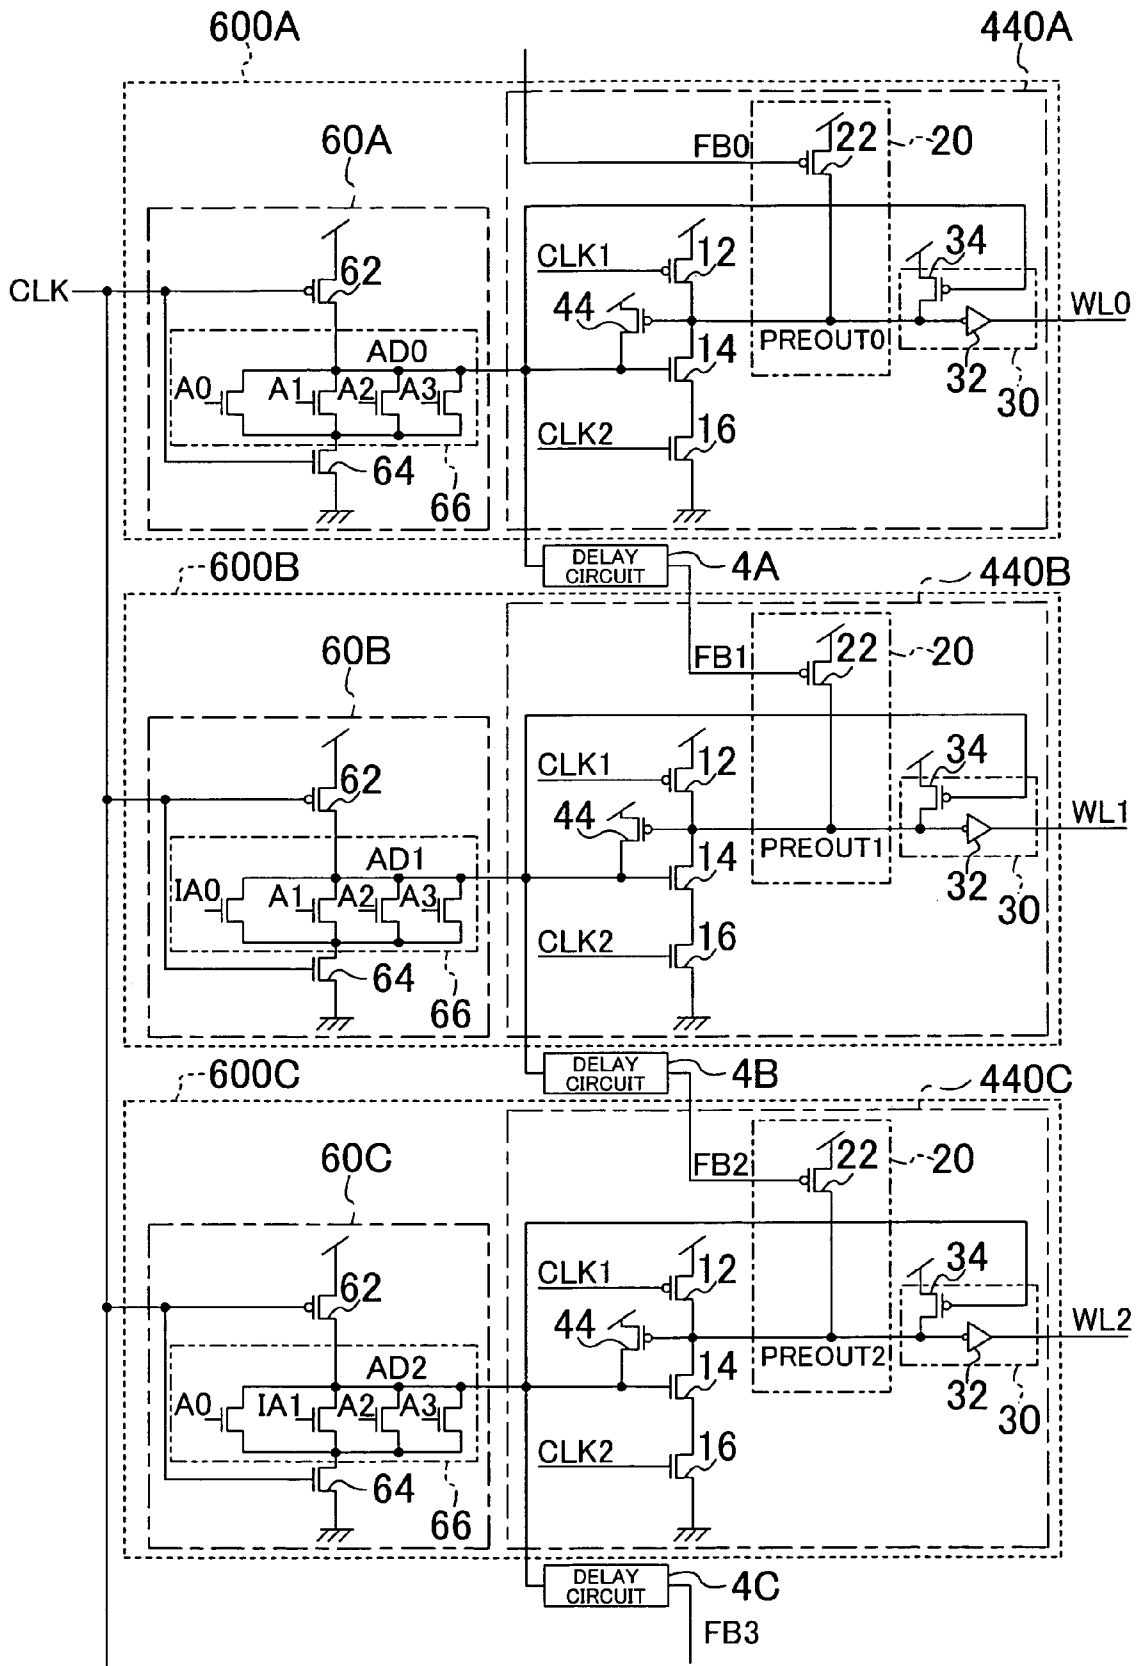 600A
440A
60A
FB0
22
20
CLK
62
CLK1
12
34
WL0
44
AD0
14
PREOUT0
32
30
A0
A1
A2
A3
CLK2
16
64
66
600B
DELAY
CIRCUIT
4A
440B
60B
FB1
22
20
62
CLK1
12
34
WL1
44
AD1
14
PREOUT1
32
30
IA0
A1
A2
A3
CLK2
16
64
66
600C
DELAY
CIRCUIT
4B
440C
60C
FB2
22
20
62
CLK1
12
34
WL2
44
AD2
14
PREOUT2
32
30
A0
IA1
A2
A3
CLK2
16
64
66
DELAY
CIRCUIT
4C
FB3